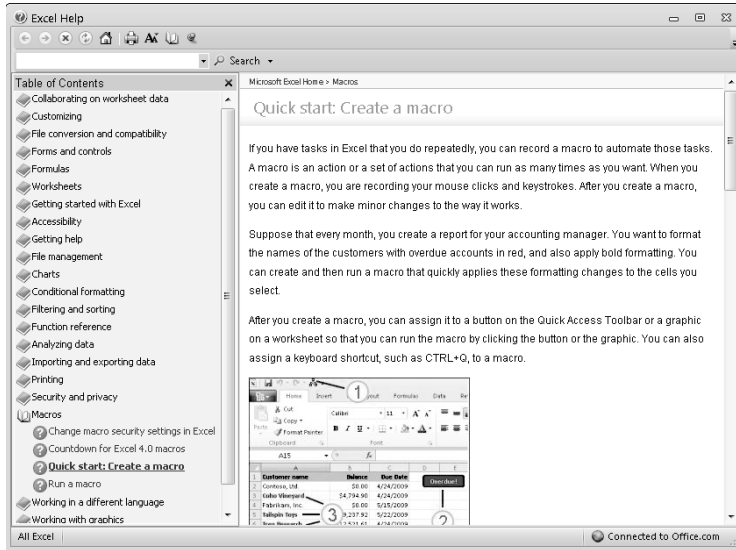 Excel Help
Search
Table of Contents
Collaborating on worksheet data
Customizing
File conversion and compatibility
Forms and controls
Formulas
Worksheets
Getting started with Excel
Accessibility
Getting help
File management
Charts
Conditional formatting
Filtering and sorting
Function reference
Analyzing data
Importing and exporting data
Printing
Security and privacy
Macros
Change macro security settings in Excel
Countdown for Excel 4.0 macros
Quick start: Create a macro
Run a macro
Working in a different language
Working with graphics
Microsoft Excel Home > Macros
Quick start: Create a macro
If you have tasks in Excel that you do repeatedly, you can record a macro to automate those tasks.
A macro is an action or a set of actions that you can run as many times as you want. When you
create a macro, you are recording your mouse clicks and keystrokes. After you create a macro,
you can edit it to make minor changes to the way it works.
Suppose that every month, you create a report for your accounting manager. You want to format
the names of the customers with overdue accounts in red, and also apply bold formatting. You
can create and then run a macro that quickly applies these formatting changes to the cells you
select.
After you create a macro, you can assign it to a button on the Quick Access Toolbar or a graphic
on a worksheet so that you can run the macro by clicking the button or the graphic. You can also
assign a keyboard shortcut, such as CTRL+Q, to a macro.
1
Home Insert Formulas Data
Cut
Copy
Format Painter
Paste
Calibri 11 A A
B I U A
Clipboard Font
A15 fx
A B C D E
1 Customer name Balance Due Date
2 Contoso, Ltd $0.00 4/24/2009
3 Coho Vineyard $4,794.90 4/24/2009
4 Fabrikam, Inc $0.00 5/15/2009
5 Tailspin Toys 5/22/2009
Overdue!
3
2
All Excel
Connected to Office.com